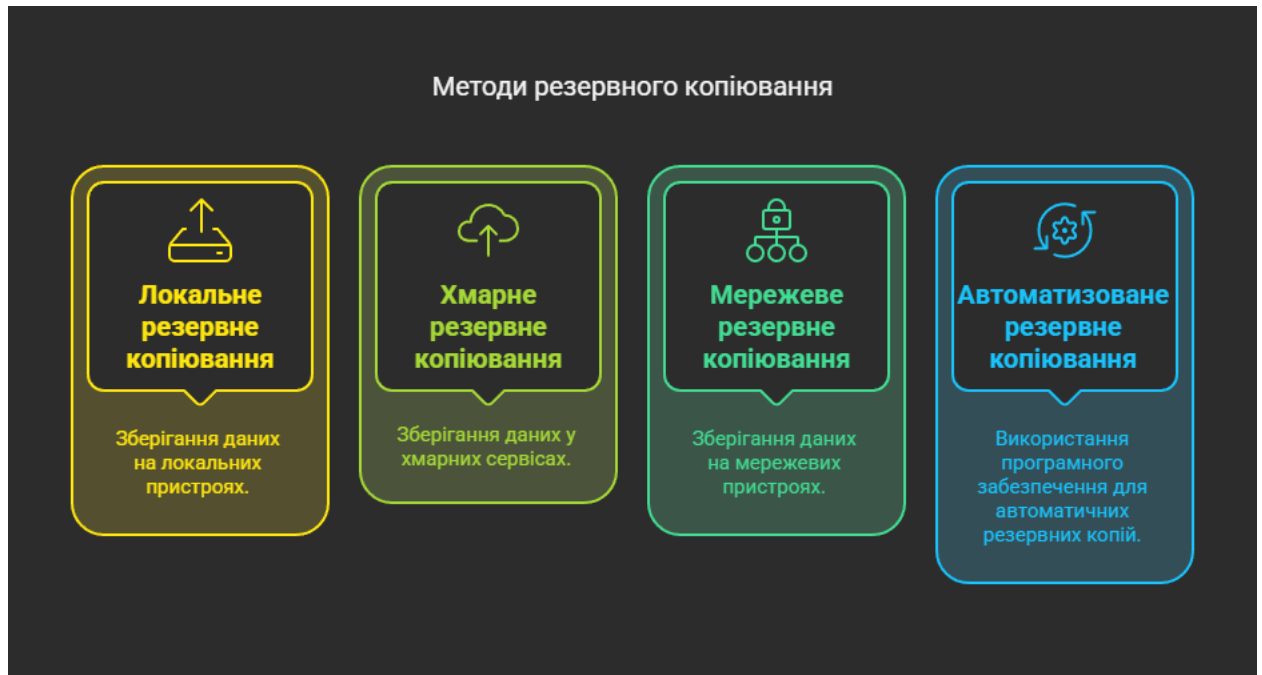 Методи резервного копіювання
Локальне
резервне
копіювання
Зберігання даних
на локальних
пристроях.
Хмарне
резервне
копіювання
Зберігання даних у
хмарних сервісах.
Мережеве
резервне
копіювання
Зберігання даних
на мережевих
пристроях.
Автоматизоване
резервне
копіювання
Використання
програмного
забезпечення для
автоматичних
резервних копій.